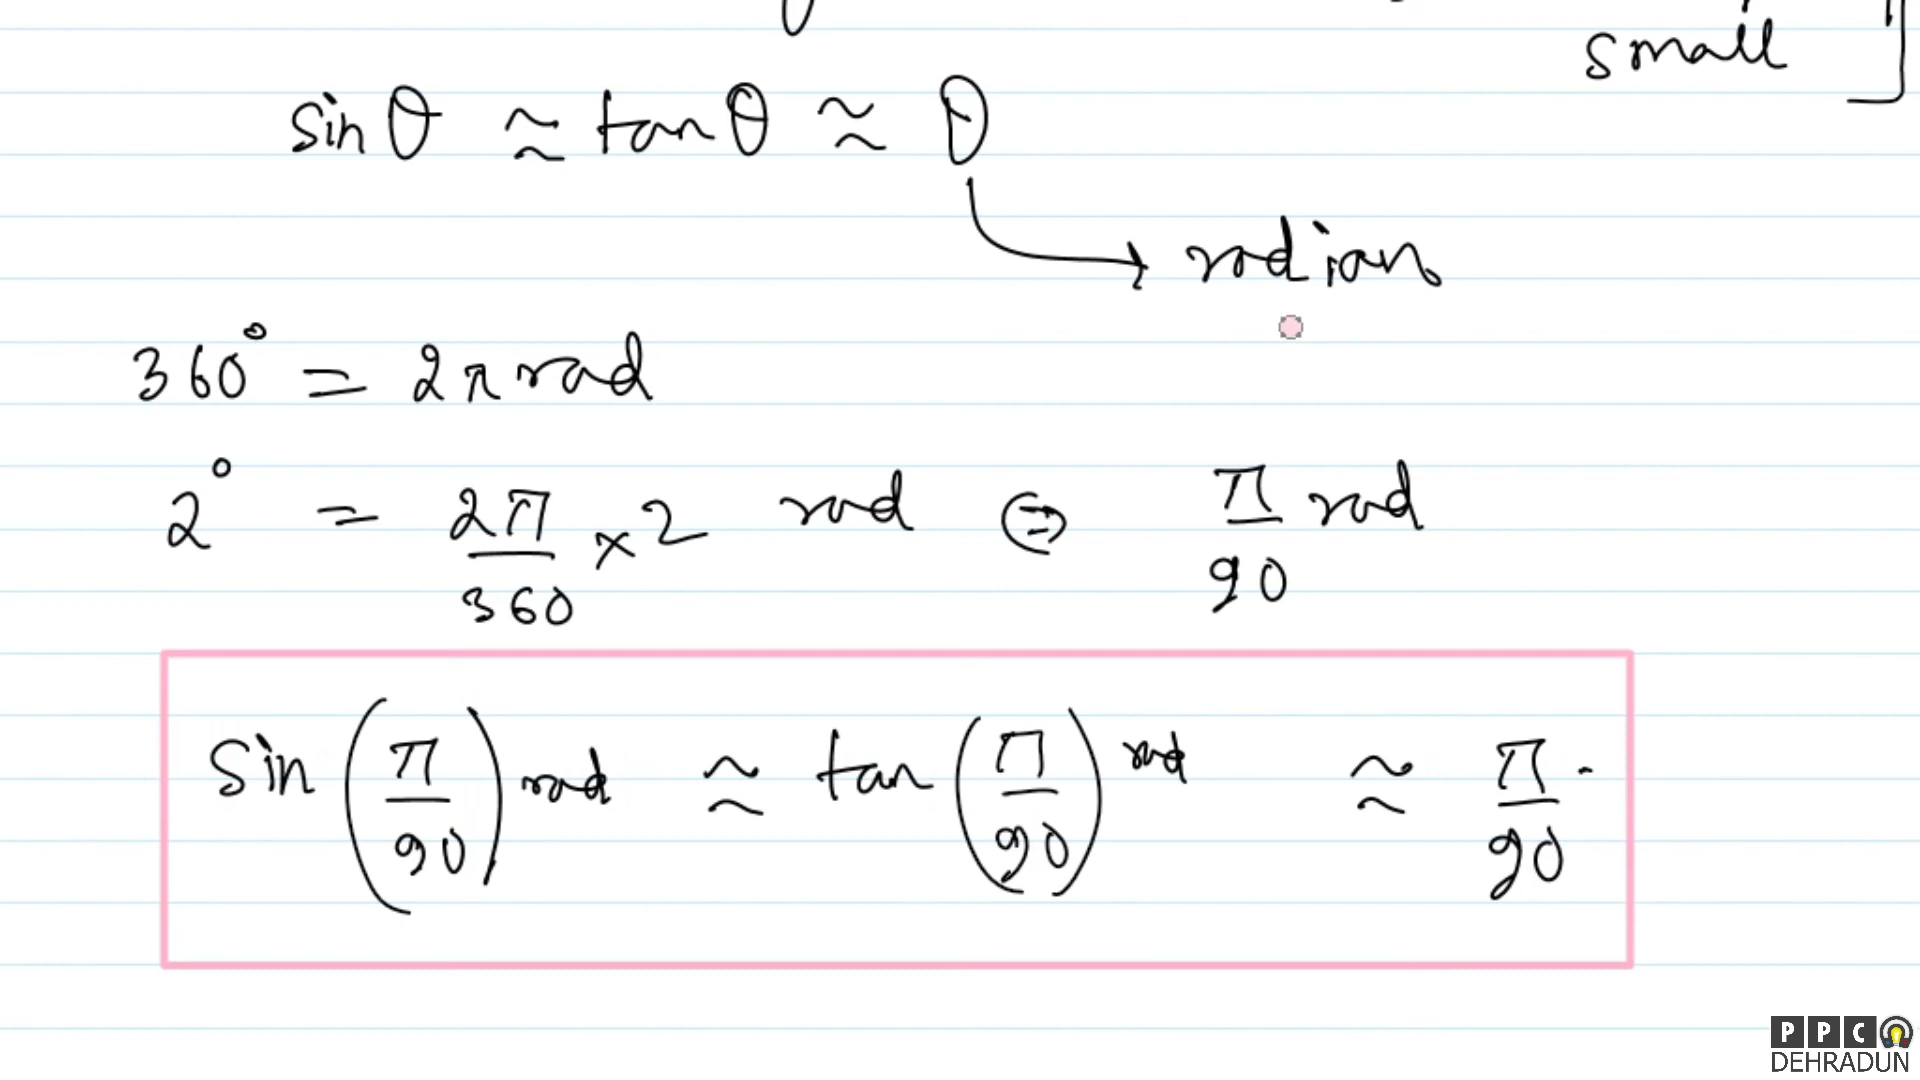 small ]
sin θ ≈ tan θ ≈ θ
→ radian
360° = 2π rad
2° = 2π/360 × 2 rad ⊜ π/90 rad
Sin (π/90) rad ≈ tan (π/90) rad ≈ π/90 .
PPC
DEHRADUN